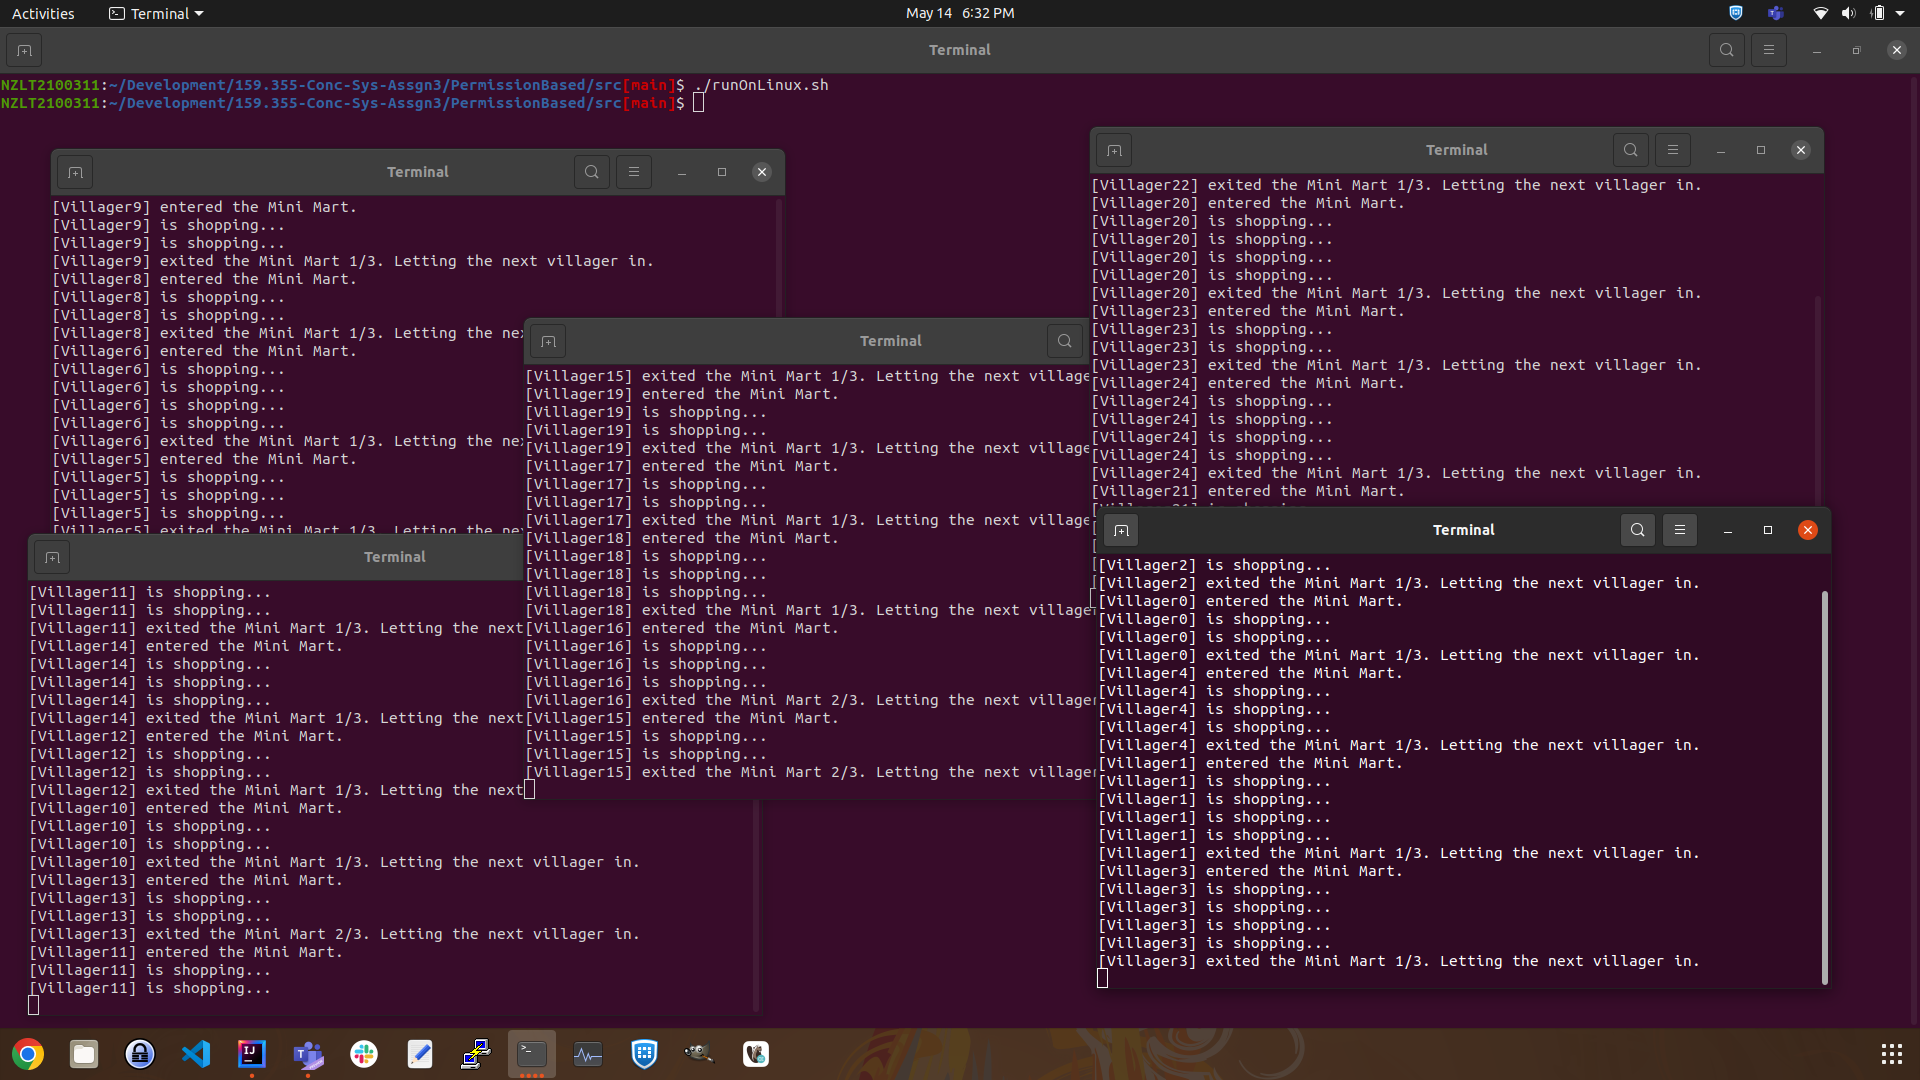 Activities
Terminal
May 14 6:32 PM
Terminal
NZLT2100311:~/Development/159.355-Conc-Sys-Assgn3/PermissionBased/src[main]$ ./runOnLinux.sh
NZLT2100311:~/Development/159.355-Conc-Sys-Assgn3/PermissionBased/src[main]$
Terminal
[Villager9] entered the Mini Mart.
[Villager9] is shopping...
[Villager9] is shopping...
[Villager9] exited the Mini Mart 1/3. Letting the next villager in.
[Villager8] entered the Mini Mart.
[Villager8] is shopping...
[Villager8] is shopping...
[Villager8] exited the Mini Mart 1/3. Letting the
[Villager6] entered the Mini Mart.
[Villager6] is shopping...
[Villager6] is shopping...
[Villager6] is shopping...
[Villager6] is shopping...
[Villager6] exited the Mini Mart 1/3. Letting the
[Villager5] entered the Mini Mart.
[Villager5] is shopping...
[Villager5] is shopping...
[Villager5] is shopping...
[Villager5] exited the Mini Mart 1/3. Letting the
Terminal
[Villager11] is shopping...
[Villager11] is shopping...
[Villager11] exited the Mini Mart 1/3. Letting the next
[Villager14] entered the Mini Mart.
[Villager14] is shopping...
[Villager14] is shopping...
[Villager14] is shopping...
[Villager14] exited the Mini Mart 1/3. Letting the next
[Villager12] entered the Mini Mart.
[Villager12] is shopping...
[Villager12] is shopping...
[Villager12] exited the Mini Mart 1/3. Letting the next
[Villager10] entered the Mini Mart.
[Villager10] is shopping...
[Villager10] is shopping...
[Villager10] exited the Mini Mart 1/3. Letting the next villager in.
[Villager13] entered the Mini Mart.
[Villager13] is shopping...
[Villager13] is shopping...
[Villager13] exited the Mini Mart 2/3. Letting the next villager in.
[Villager11] entered the Mini Mart.
[Villager11] is shopping...
[Villager11] is shopping...
Terminal
[Villager15] exited the Mini Mart 1/3. Letting the next village
[Villager19] entered the Mini Mart.
[Villager19] is shopping...
[Villager19] is shopping...
[Villager19] exited the Mini Mart 1/3. Letting the next village
[Villager17] entered the Mini Mart.
[Villager17] is shopping...
[Villager17] is shopping...
[Villager17] exited the Mini Mart 1/3. Letting the next village
[Villager18] entered the Mini Mart.
[Villager18] is shopping...
[Villager18] is shopping...
[Villager18] is shopping...
[Villager18] exited the Mini Mart 1/3. Letting the next villager
[Villager16] entered the Mini Mart.
[Villager16] is shopping...
[Villager16] is shopping...
[Villager16] is shopping...
[Villager16] exited the Mini Mart 2/3. Letting the next villager
[Villager15] entered the Mini Mart.
[Villager15] is shopping...
[Villager15] is shopping...
[Villager15] exited the Mini Mart 2/3. Letting the next villager
Terminal
[Villager22] exited the Mini Mart 1/3. Letting the next villager in.
[Villager20] entered the Mini Mart.
[Villager20] is shopping...
[Villager20] is shopping...
[Villager20] is shopping...
[Villager20] is shopping...
[Villager20] exited the Mini Mart 1/3. Letting the next villager in.
[Villager23] entered the Mini Mart.
[Villager23] is shopping...
[Villager23] is shopping...
[Villager23] exited the Mini Mart 1/3. Letting the next villager in.
[Villager24] entered the Mini Mart.
[Villager24] is shopping...
[Villager24] is shopping...
[Villager24] is shopping...
[Villager24] is shopping...
[Villager24] exited the Mini Mart 1/3. Letting the next villager in.
[Villager21] entered the Mini Mart.
Terminal
[Villager2] is shopping...
[Villager2] exited the Mini Mart 1/3. Letting the next villager in.
[Villager0] entered the Mini Mart.
[Villager0] is shopping...
[Villager0] is shopping...
[Villager0] exited the Mini Mart 1/3. Letting the next villager in.
[Villager4] entered the Mini Mart.
[Villager4] is shopping...
[Villager4] is shopping...
[Villager4] is shopping...
[Villager4] exited the Mini Mart 1/3. Letting the next villager in.
[Villager1] entered the Mini Mart.
[Villager1] is shopping...
[Villager1] is shopping...
[Villager1] is shopping...
[Villager1] is shopping...
[Villager1] exited the Mini Mart 1/3. Letting the next villager in.
[Villager3] entered the Mini Mart.
[Villager3] is shopping...
[Villager3] is shopping...
[Villager3] is shopping...
[Villager3] is shopping...
[Villager3] exited the Mini Mart 1/3. Letting the next villager in.